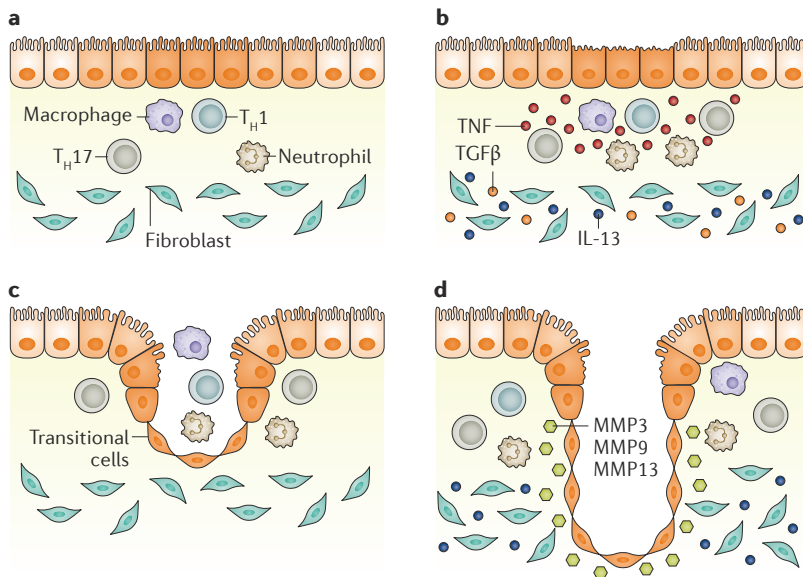 a
Macrophage
TH1
TH17
Neutrophil
Fibroblast
b
TNF
TGFβ
IL-13
c
Transitional
cells
d
MMP3
MMP9
MMP13